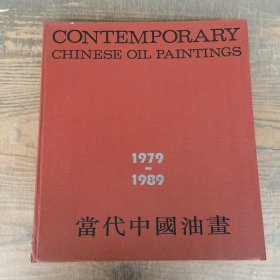 CONTEMPORARY
CHINESE OIL PAINTINGS
1979
–
1989
當代中國油畫